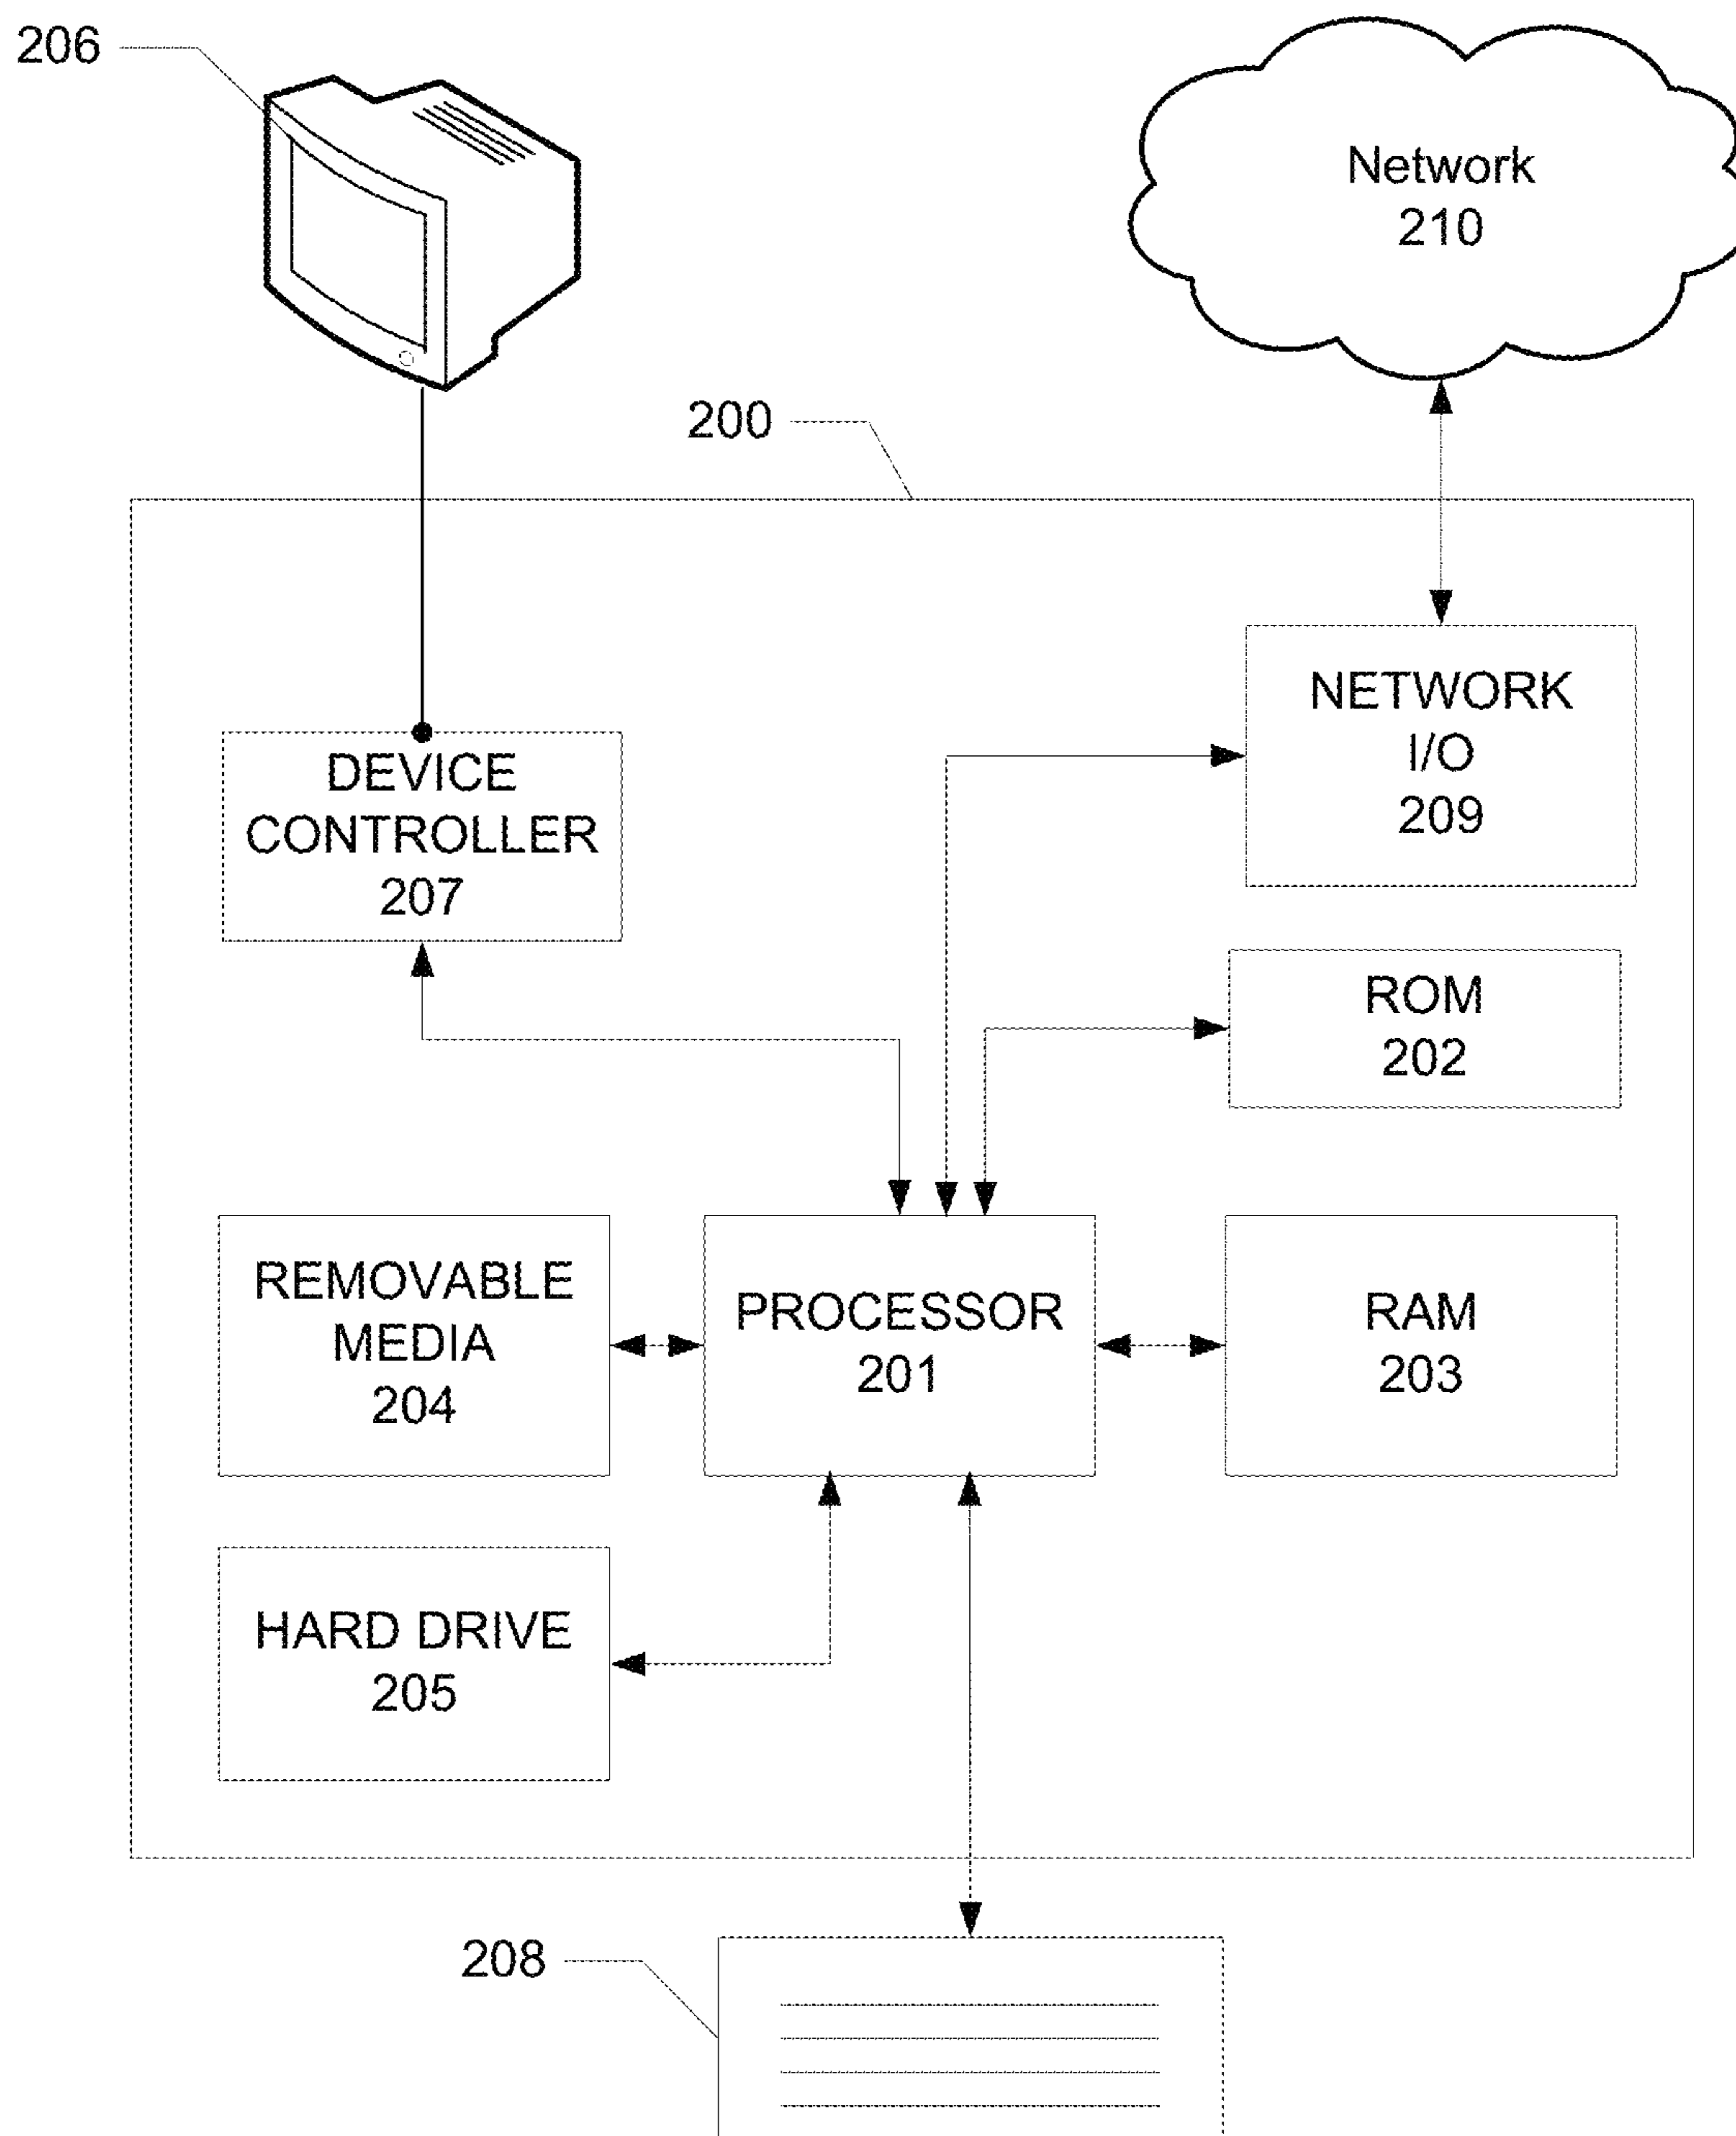 206
Network
210
200
NETWORK
I/O
209
DEVICE
CONTROLLER
207
ROM
202
REMOVABLE
MEDIA
204
PROCESSOR
201
RAM
203
HARD DRIVE
205
208